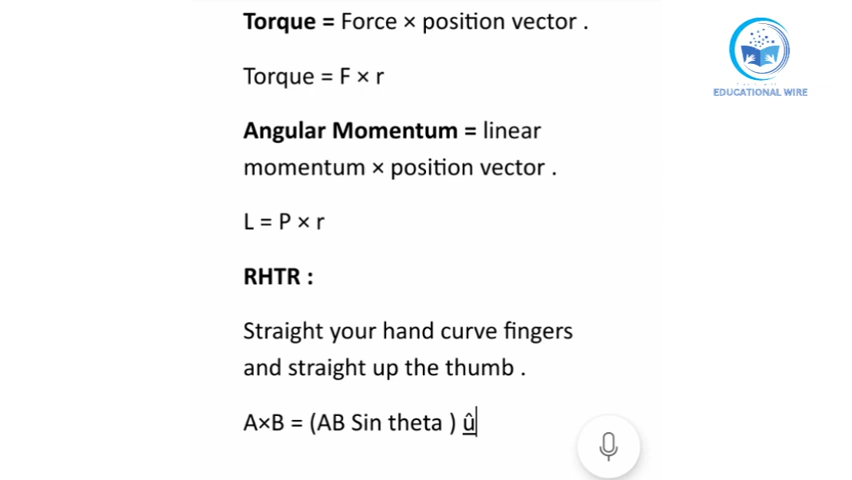 Torque = Force × position vector .
EDUCATIONAL WIRE
Torque = F × r
Angular Momentum = linear
momentum × position vector .
L = P × r
RHTR :
Straight your hand curve fingers
and straight up the thumb .
A×B = (AB Sin theta ) û